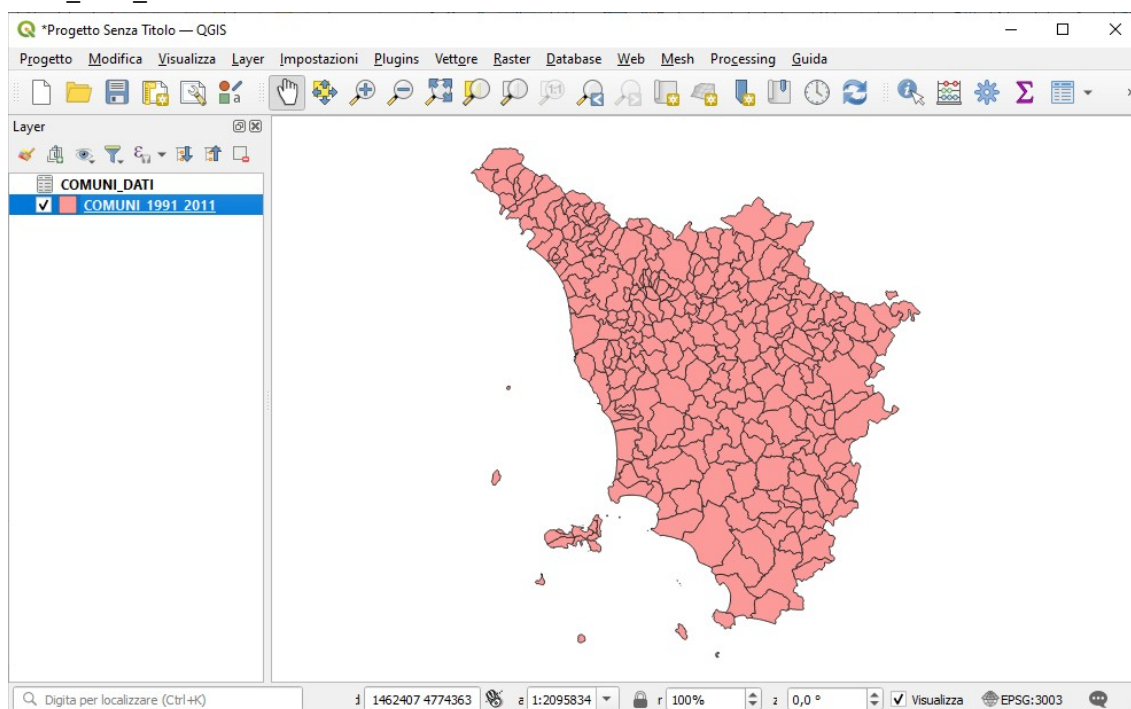 *Progetto Senza Titolo — QGIS
Progetto Modifica Visualizza Layer Impostazioni Plugins Vettore Raster Database Web Mesh Processing Guida
Layer
COMUNI_DATI
COMUNI_1991_2011
Digita per localizzare (Ctrl+K)
1462407 4774363
a 1:2095834
r 100%
z 0,0 °
Visualizza
EPSG:3003